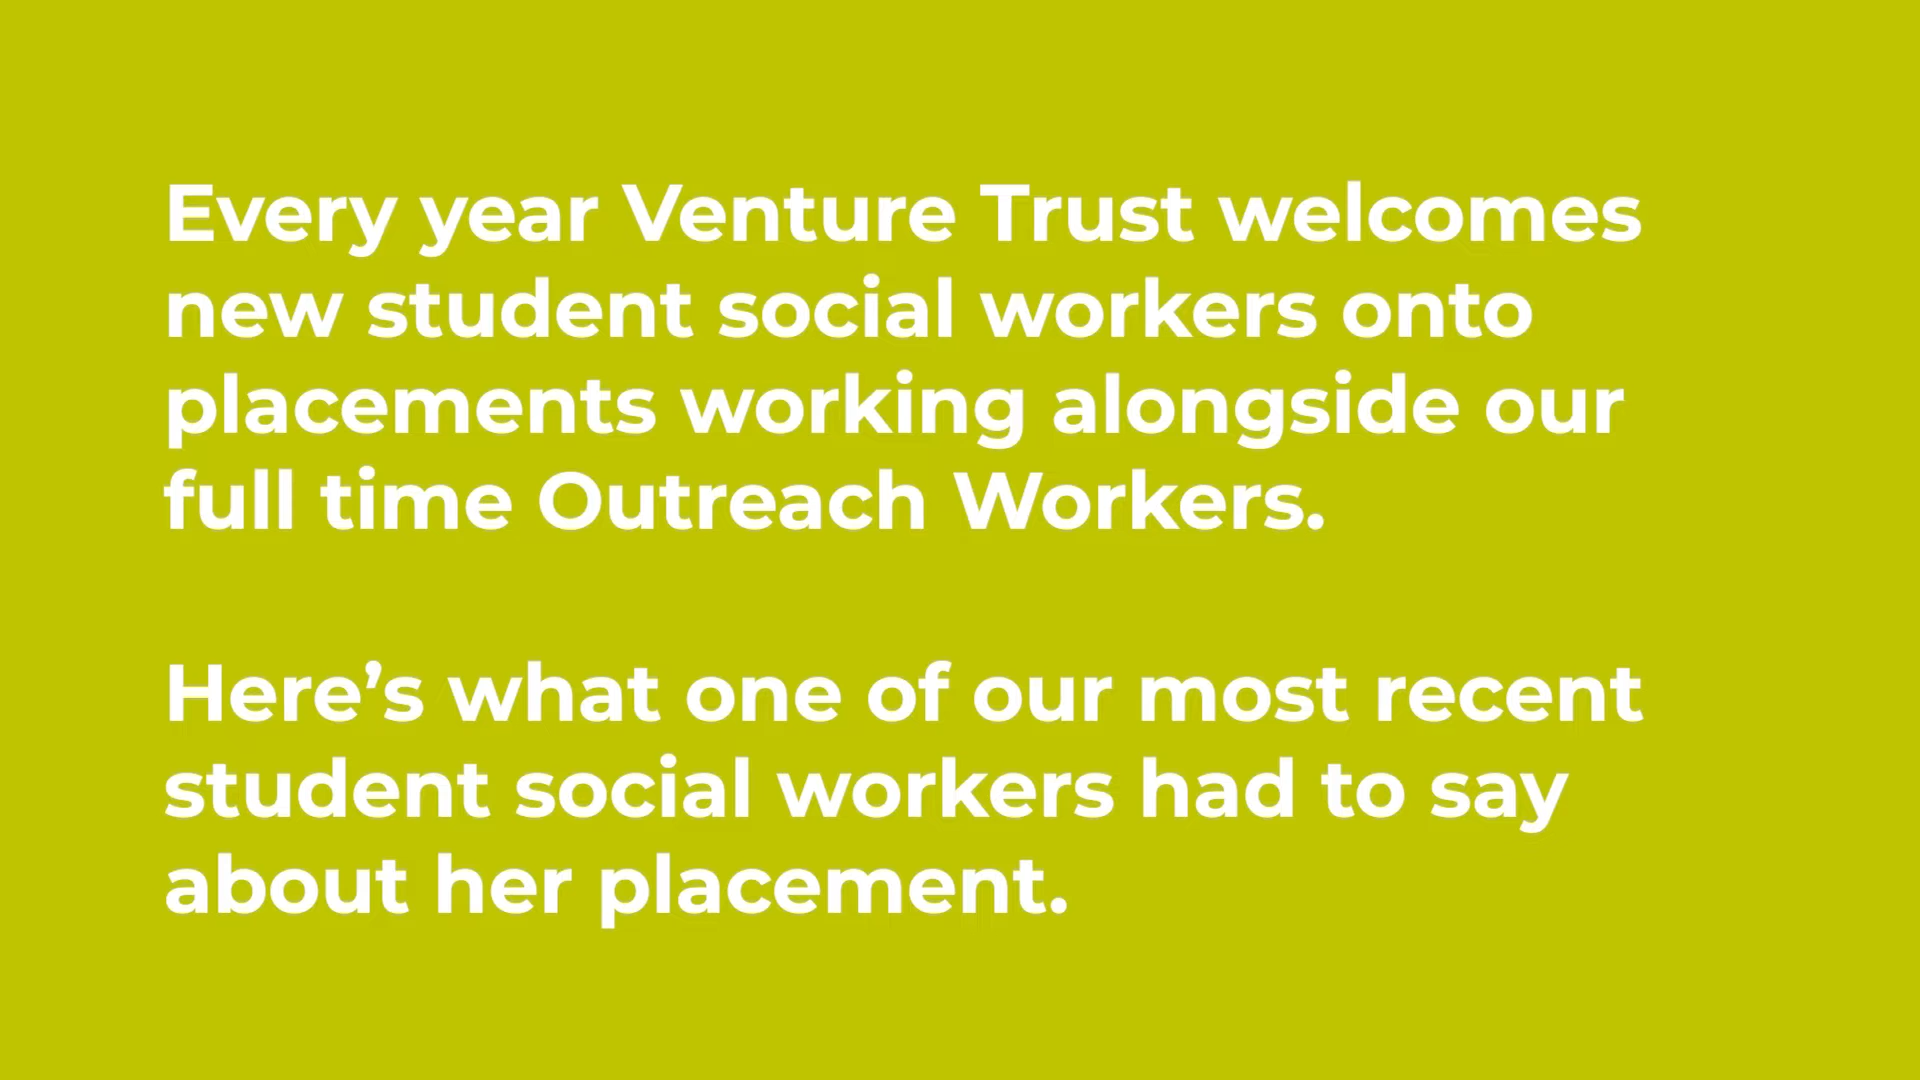 Every year Venture Trust welcomes
new student social workers onto
placements working alongside our
full time Outreach Workers.
Here’s what one of our most recent
student social workers had to say
about her placement.